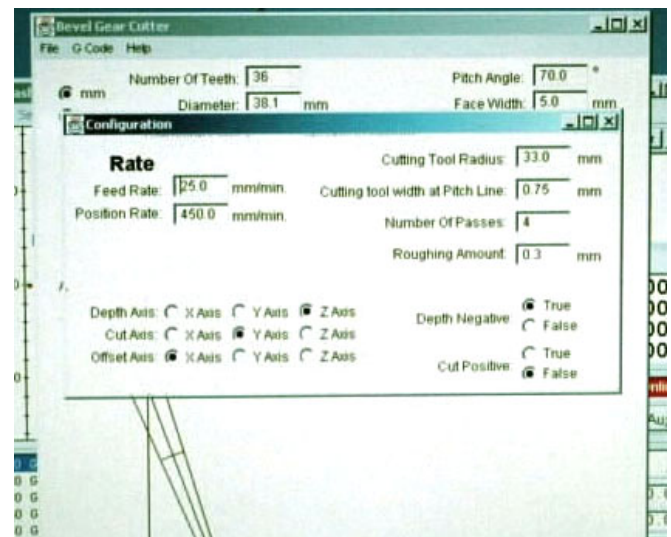 Bevel Gear Cutter
File G Code Help
mm
Number Of Teeth: 36
Pitch Angle: 70.0 °
Diameter: 38.1 mm
Face Width: 5.0 mm
Configuration
Rate
Cutting Tool Radius: 33.0 mm
Feed Rate: 25.0 mm/min.
Cutting tool width at Pitch Line: 0.75 mm
Position Rate: 450.0 mm/min.
Number Of Passes: 4
Roughing Amount: 0.3 mm
Depth Axis: X Axis Y Axis Z Axis
Depth Negative True
False
Cut Axis: X Axis Y Axis Z Axis
Offset Axis: X Axis Y Axis Z Axis
Cut Positive True
False